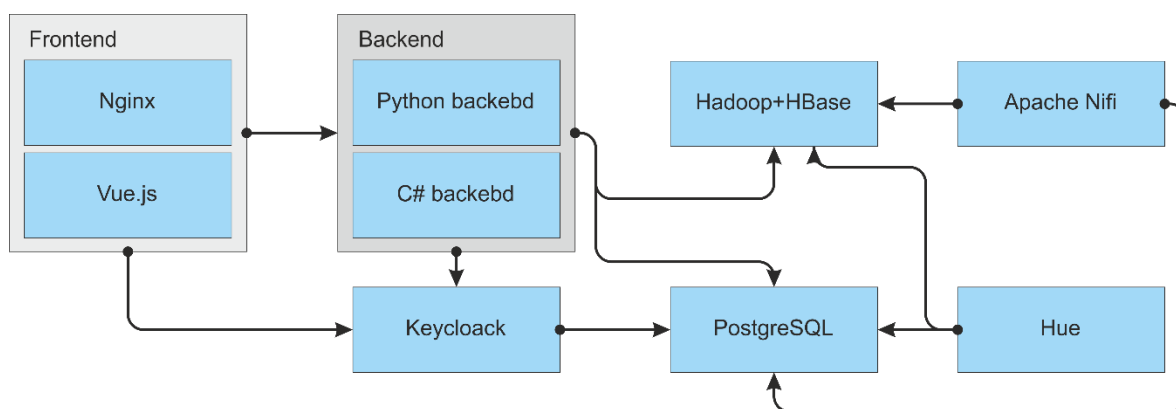 Frontend
Nginx
Vue.js
Backend
Python backebd
C# backebd
Keycloack
Hadoop+HBase
Apache Nifi
PostgreSQL
Hue